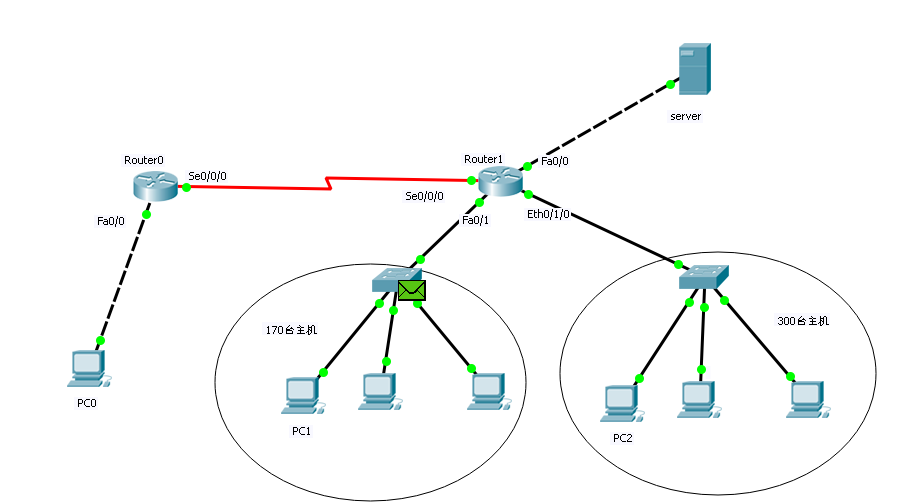 server
Router0
Router1
Fa0/0
Se0/0/0
Se0/0/0
Fa0/0
Fa0/1
Eth0/1/0
170台主机
300台主机
PC0
PC1
PC2